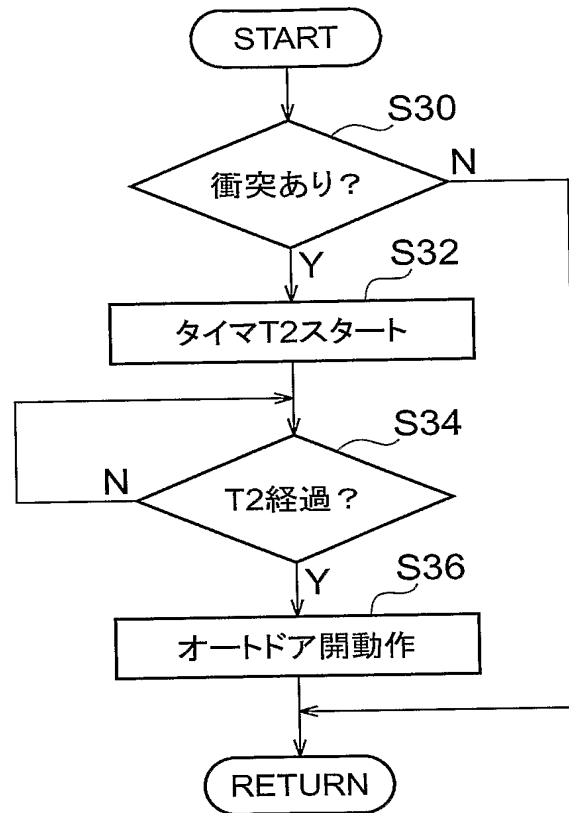 START
S30
衝突あり?
N
Y
S32
タイマT2スタート
S34
T2経過?
N
Y
S36
オートドア開動作
RETURN